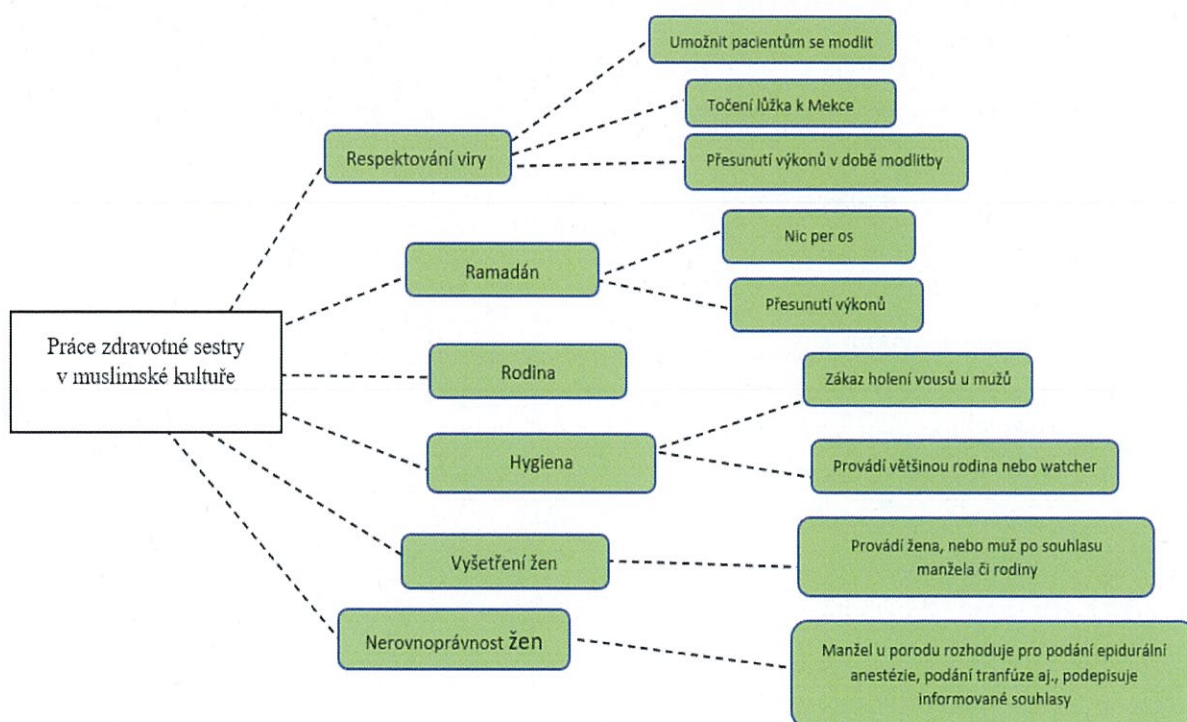 Umožnit pacientům se modlit
Točení lůžka k Mekce
Respektování víry
Přesunutí výkonů v době modlitby
Nic per os
Ramadán
Přesunutí výkonů
Práce zdravotné sestry
v muslimské kultuře
Rodina
Zákaz holení vousů u mužů
Hygiena
Provádí většinou rodina nebo watcher
Vyšetření žen
Provádí žena, nebo muž po souhlasu
manžela či rodiny
Nerovnoprávnost žen
Manžel u porodu rozhoduje pro podání epidurální
anestézie, podání tranfúze aj., podepisuje
informované souhlasy